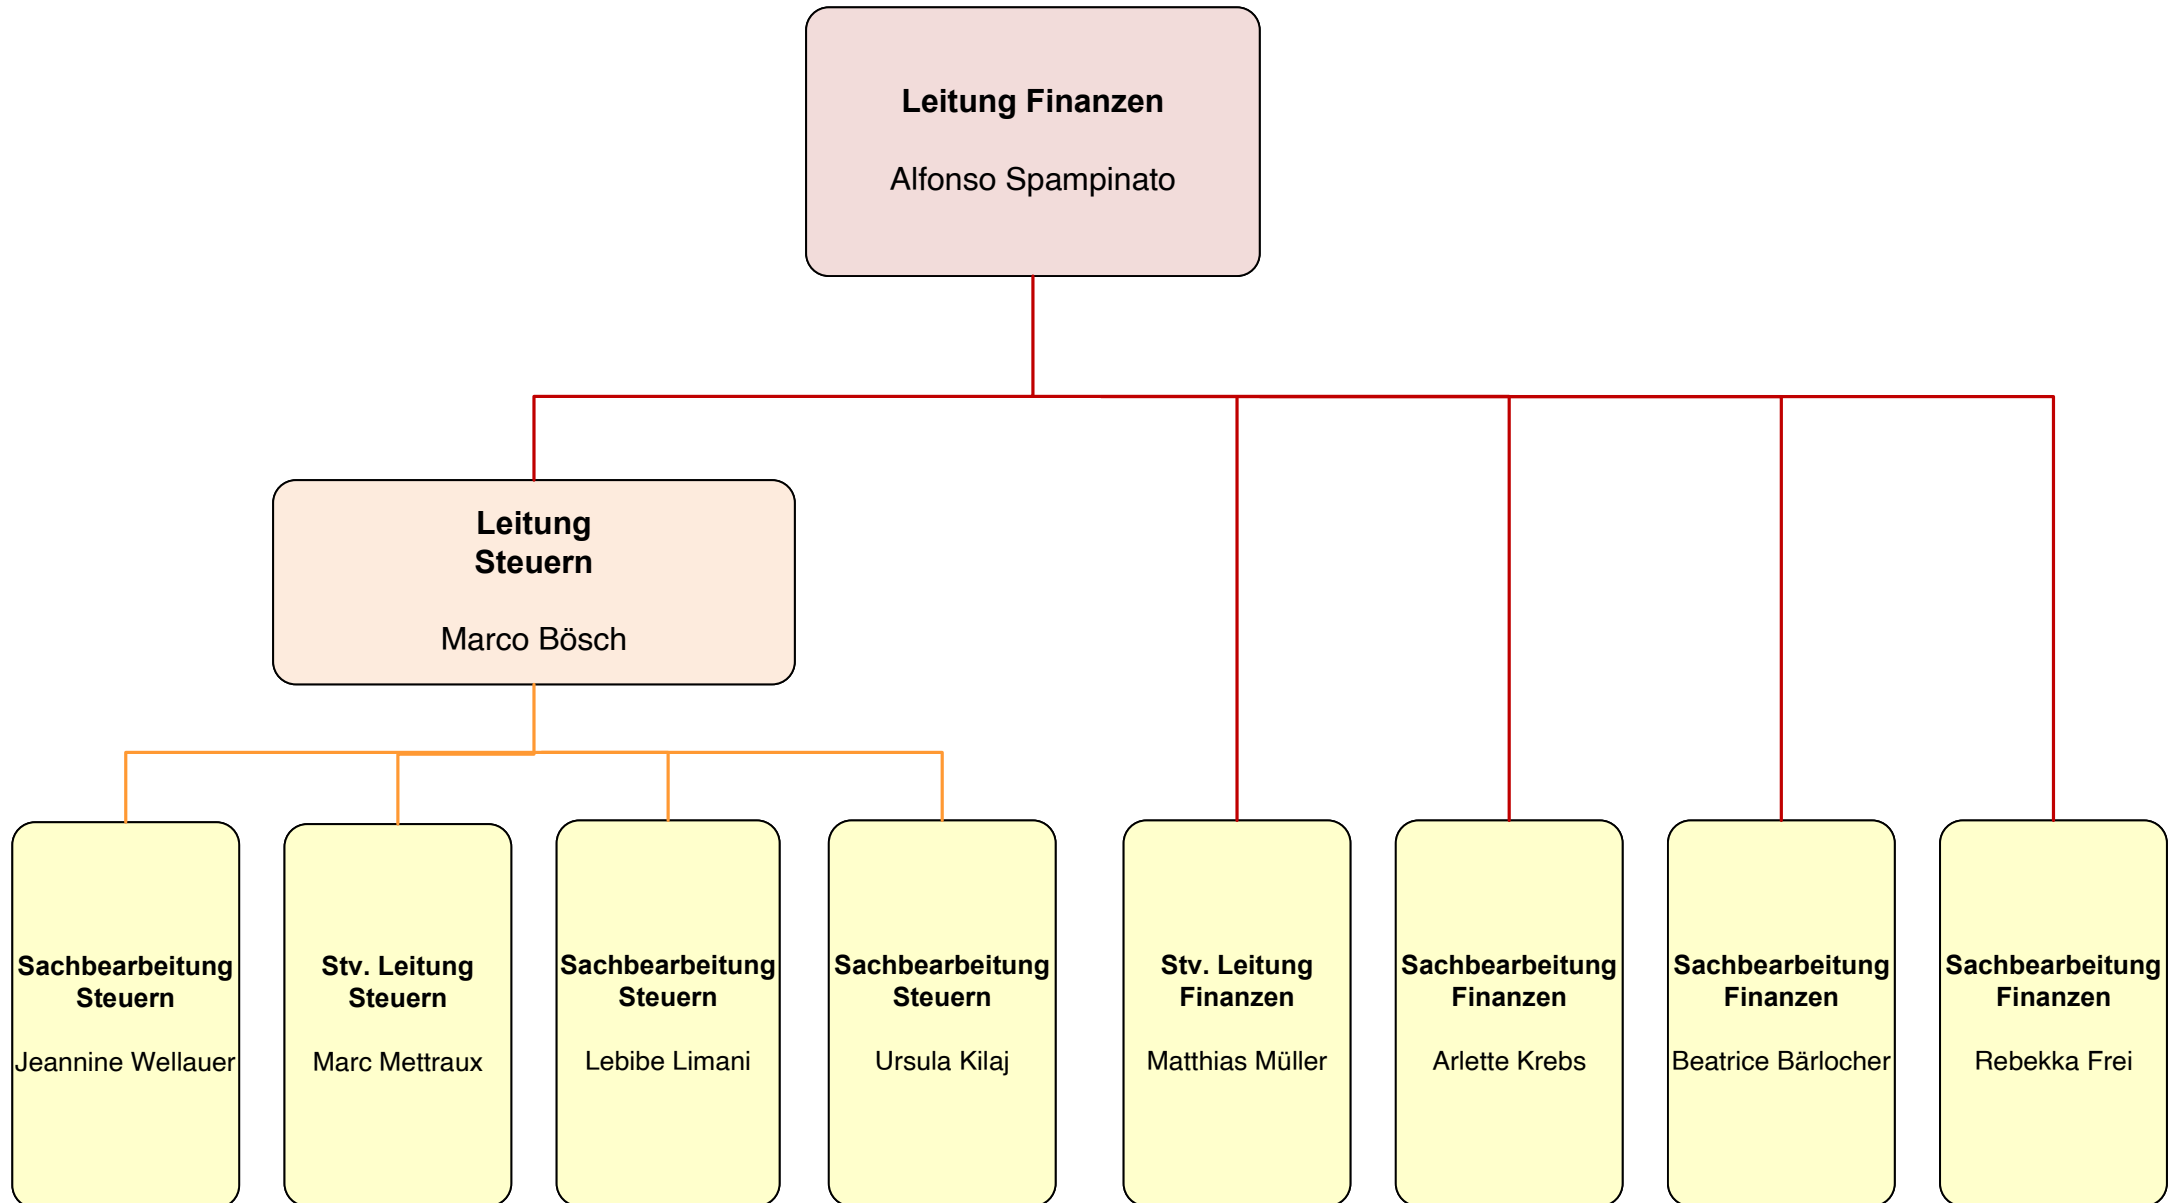 Leitung Finanzen
Alfonso Spampinato
Leitung
Steuern
Marco Bösch
Sachbearbeitung
Steuern
Jeannine Wellauer
Stv. Leitung
Steuern
Marc Mettraux
Sachbearbeitung
Steuern
Lebibe Limani
Sachbearbeitung
Steuern
Ursula Kilaj
Stv. Leitung
Finanzen
Matthias Müller
Sachbearbeitung
Finanzen
Arlette Krebs
Sachbearbeitung
Finanzen
Beatrice Bärlocher
Sachbearbeitung
Finanzen
Rebekka Frei